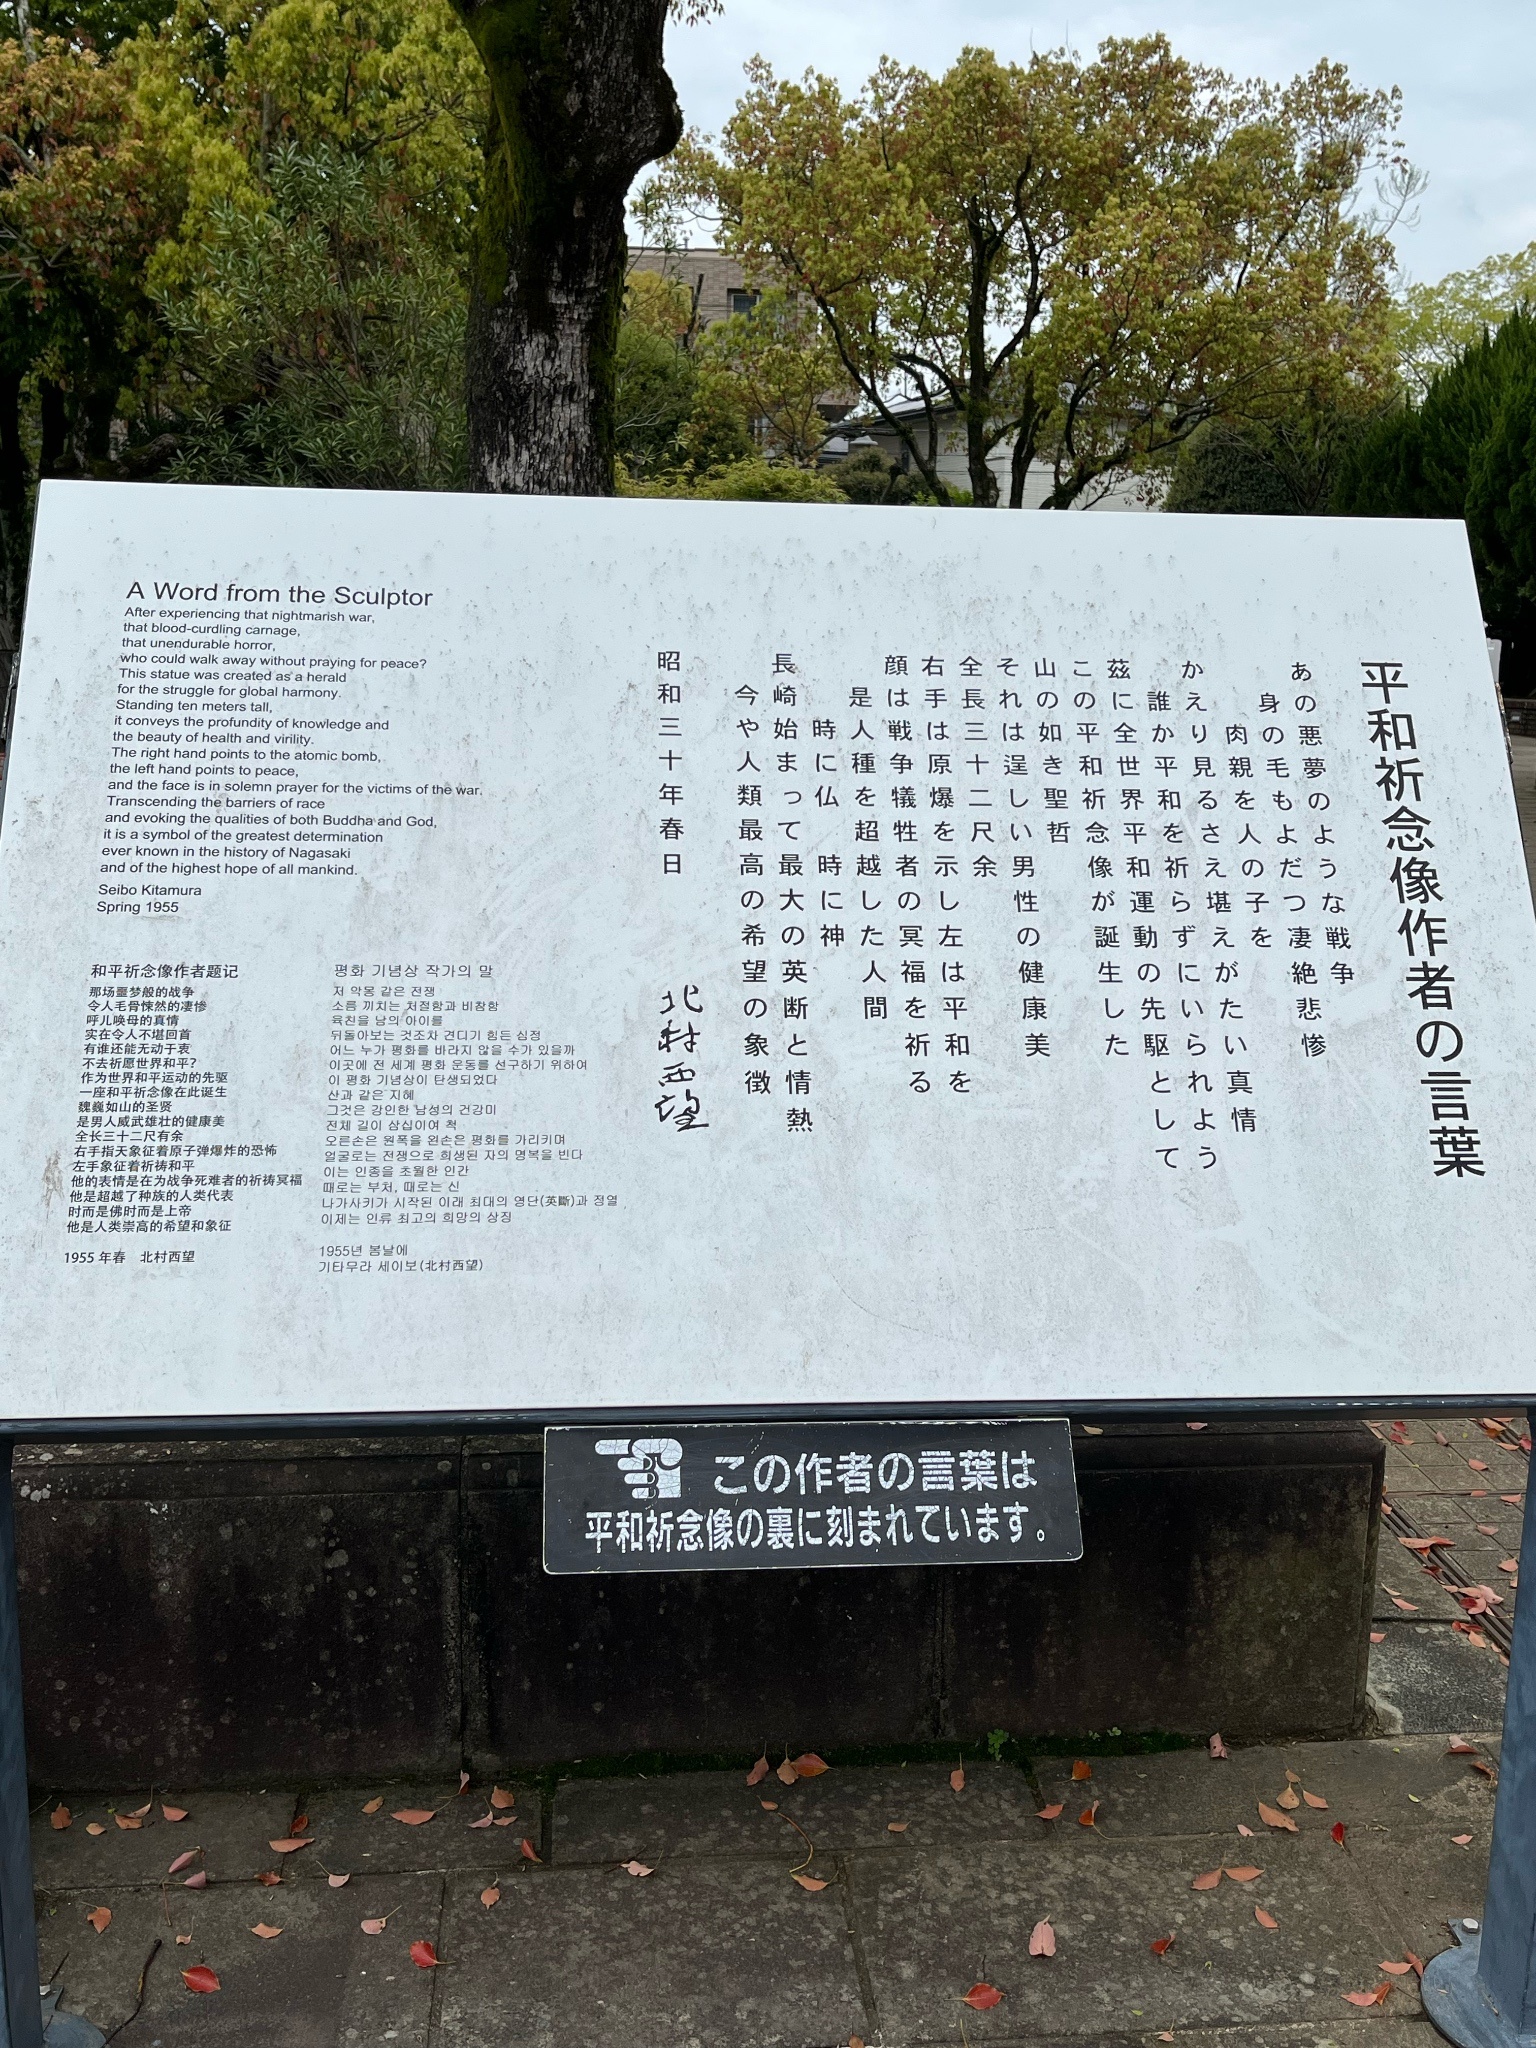 A Word from the Sculptor
After experiencing that nightmarish war,
that blood-curdling carnage,
that unendurable horror,
who could walk away without praying for peace?
This statue was created as a herald
for the struggle for global harmony.
Standing ten meters tall,
it conveys the profundity of knowledge and
the beauty of health and virility.
The right hand points to the atomic bomb,
the left hand points to peace,
and the face is in solemn prayer for the victims of the war.
Transcending the barriers of race
and evoking the qualities of both Buddha and God,
it is a symbol of the greatest determination
ever known in the history of Nagasaki
and of the highest hope of all mankind.
Seibo Kitamura
Spring 1955
和平祈念像作者题记
那场噩梦般的战争
令人毛骨悚然的凄惨
呼儿唤母的真情
实在令人不堪回首
有谁还能无动于衷
不去祈愿世界和平?
作为世界和平运动的先驱
一座和平祈念像在此诞生
魏巍如山的圣贤
是男人威武雄壮的健康美
全长三十二尺有余
右手指天象征着原子弹爆炸的恐怖
左手象征着祈祷和平
他的表情是在为战争死难者的祈祷冥福
他是超越了种族的人类代表
时而是佛时而是上帝
他是人类崇高的希望和象征
1955 年春 北村西望
평화 기념상 작가의 말
저 악몽 같은 전쟁
소름 끼치는 처절함과 비참함
육친을 남의 아이를
뒤돌아보는 것조차 견디기 힘든 심정
어느 누가 평화를 바라지 않을 수가 있을까
이곳에 전 세계 평화 운동를 선구하기 위하여
이 평화 기념상이 탄생되었다
산과 같은 지혜
그것은 강인한 남성의 건강미
전체 길이 삼십이여 척
오른손은 원폭을 왼손은 평화를 가리키며
얼굴로는 전쟁으로 희생된 자의 명복을 빈다
이는 인종을 초월한 인간
때로는 부처, 때로는 신
나가사키가 시작된 이래 최대의 영단(英斷)과 정열
이제는 인류 최고의 희망의 상징
1955년 봄날에
기타무라 세이보(北村西望)
平和祈念像作者の言葉
あの悪夢のような戦争
身の毛もよだつ凄絶悲惨
肉親を人の子を
かえり見るさえ堪えがたい真情
誰か平和を祈らずにいられよう
茲に全世界平和運動の先駆として
この平和祈念像が誕生した
山の如き聖哲
それは逞しい男性の健康美
全長三十二尺余
右手は原爆を示し左は平和を
顔は戦争犠牲者の冥福を祈る
是人種を超越した人間
時に仏 時に神
長崎始まって最大の英断と情熱
今や人類最高の希望の象徴
昭和三十年春日 北村西望
この作者の言葉は
平和祈念像の裏に刻まれています。